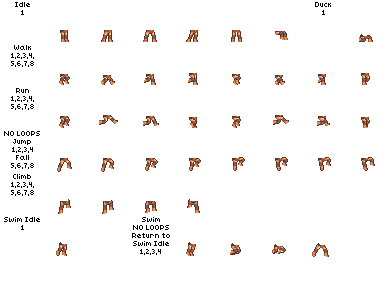 Idle
1
Duck
1
Walk
1,2,3,4,
5,6,7,8
Run
1,2,3,4,
5,6,7,8
NO LOOPS
Jump
1,2,3,4
Fall
5,6,7,8
Climb
1,2,3,4,
5,6,7,8
Swim Idle
1
Swim
NO LOOPS
Return to
Swim Idle
1,2,3,4